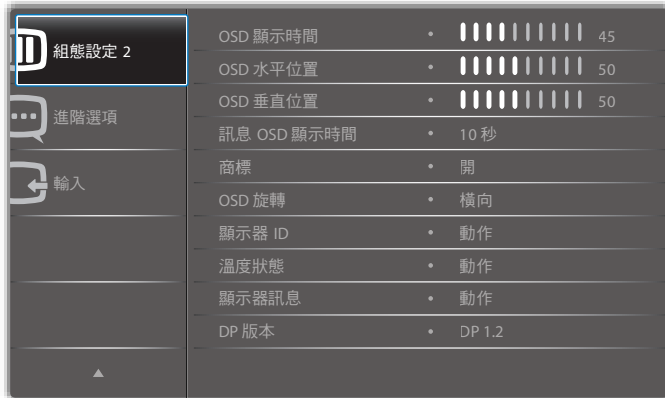 組態設定 2
進階選項
輸入
OSD 顯示時間 • 45
OSD 水平位置 • 50
OSD 垂直位置 • 50
訊息 OSD 顯示時間 • 10 秒
商標 • 開
OSD 旋轉 • 橫向
顯示器 ID • 動作
溫度狀態 • 動作
顯示器訊息 • 動作
DP 版本 • DP 1.2